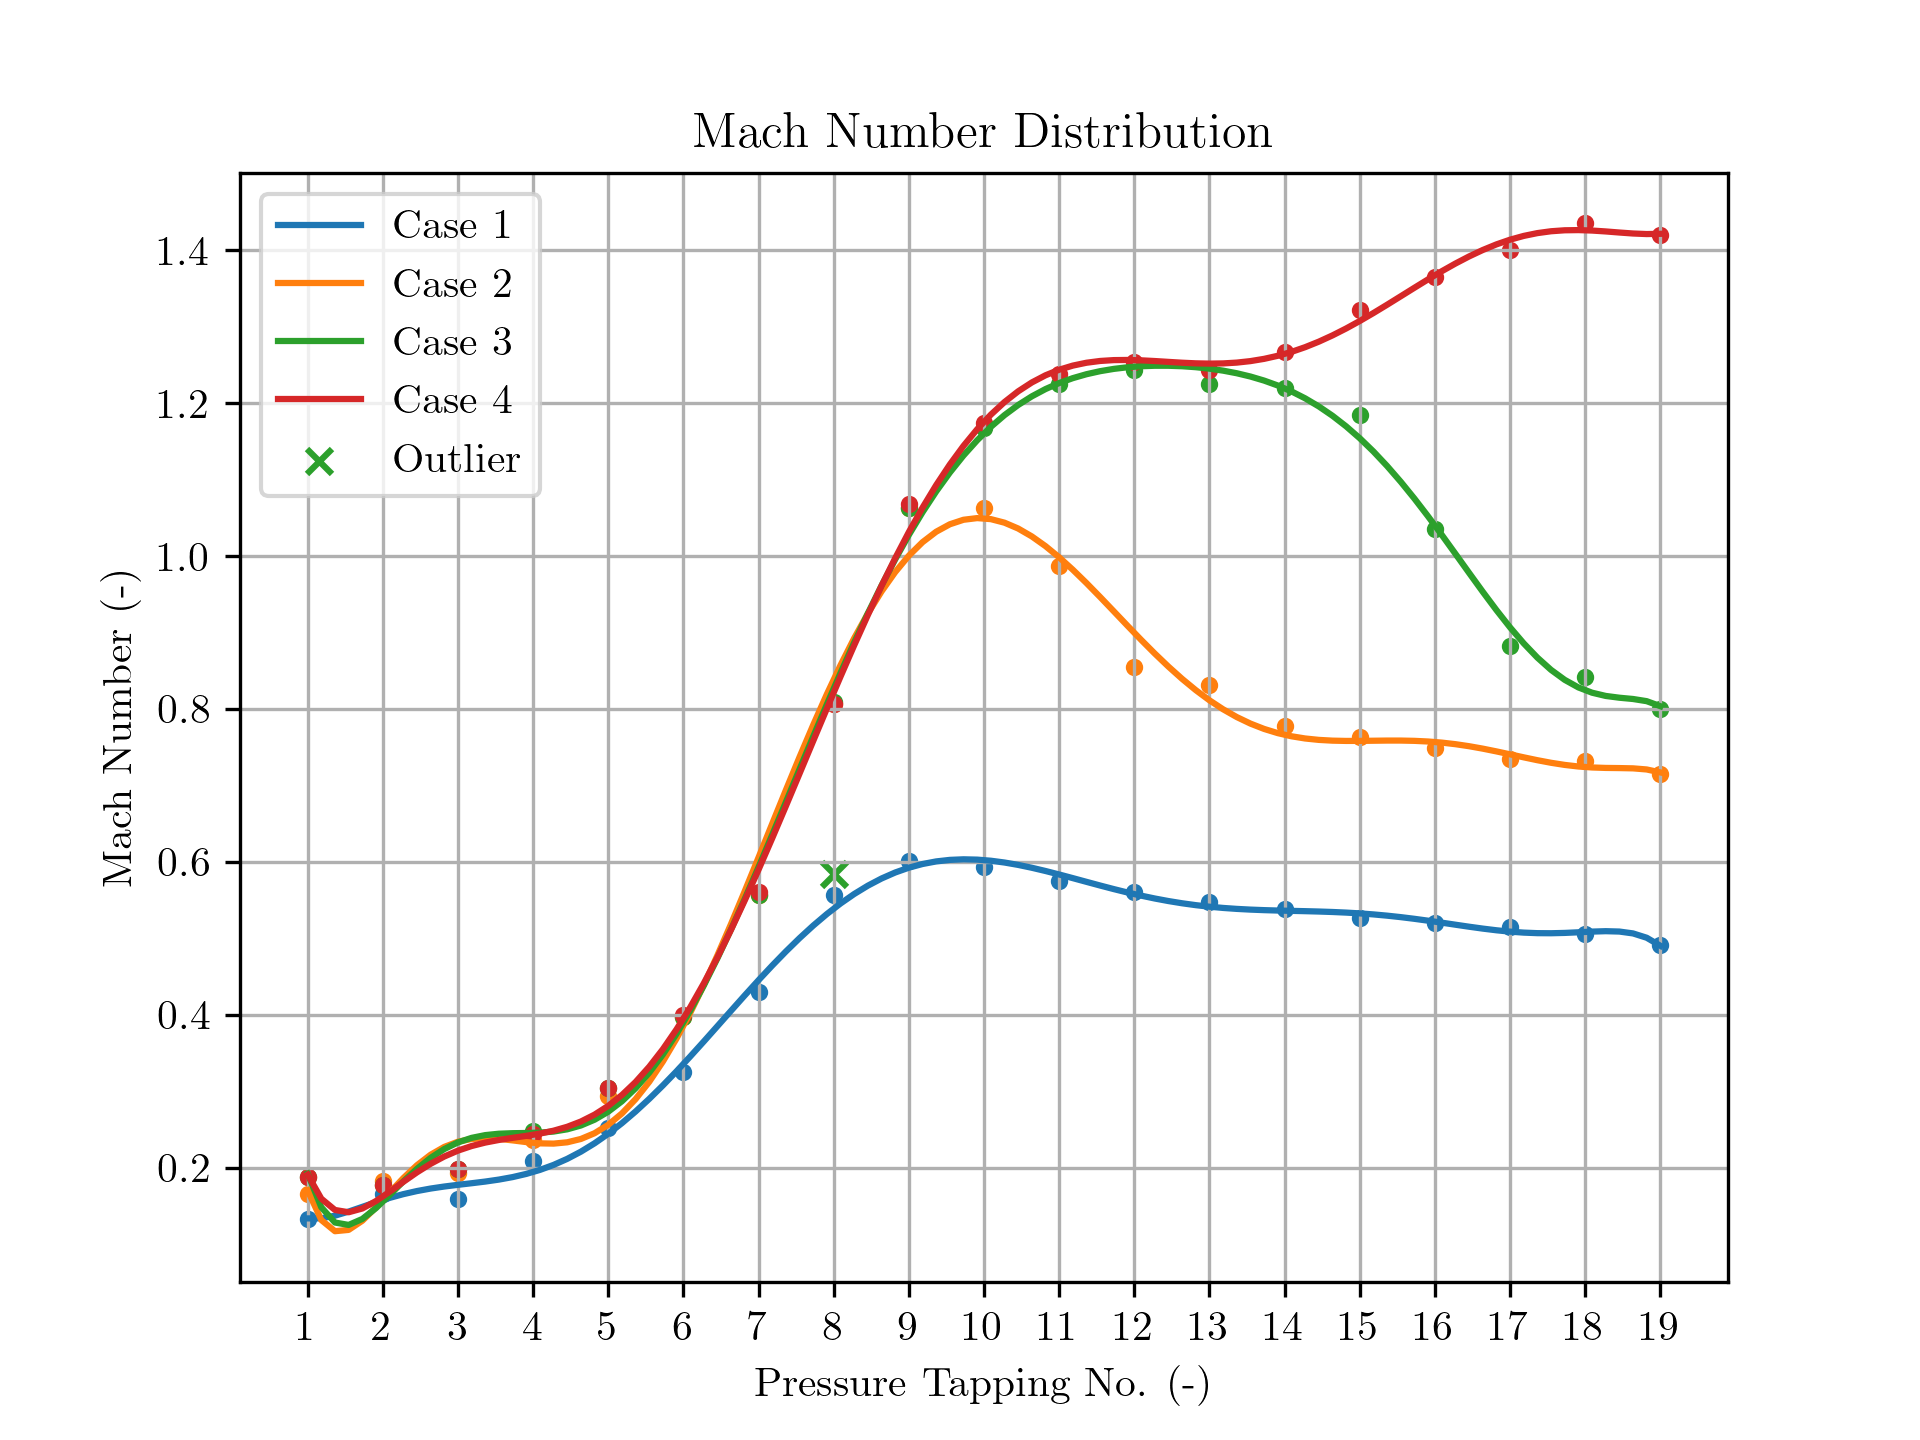 Mach Number Distribution
Case 1
Case 2
Case 3
Case 4
Outlier
1.4
1.2
1.0
0.8
0.6
0.4
0.2
Mach Number (-)
1 2 3 4 5 6 7 8 9 10 11 12 13 14 15 16 17 18 19
Pressure Tapping No. (-)